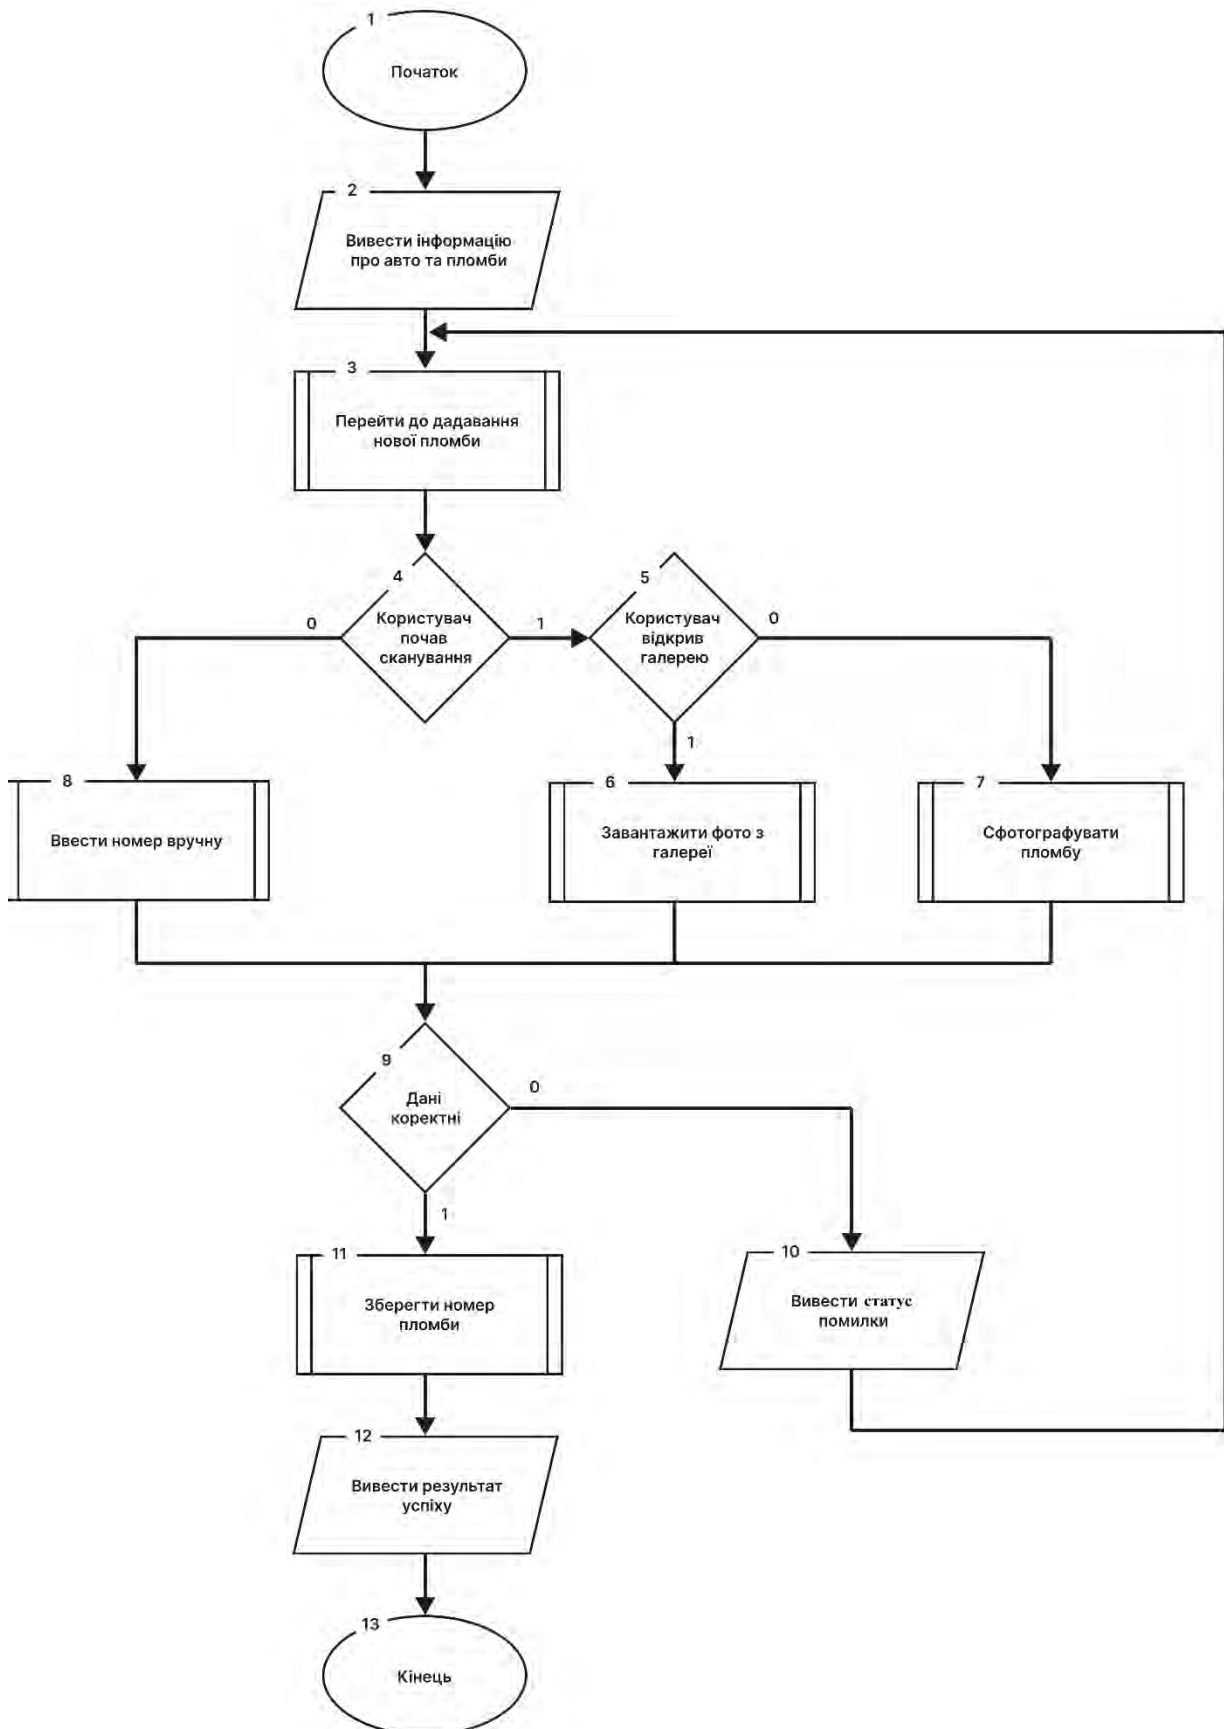 1
Початок
2
Вивести інформацію
про авто та пломби
3
Перейти до дадавання
нової пломби
4
Користувач
почав
сканування
0
1
5
Користувач
відкрив
галерею
0
1
8
Ввести номер вручну
6
Завантажити фото з
галереї
7
Сфотографувати
пломбу
9
Дані
коректні
0
1
11
Зберегти номер
пломби
10
Вивести статус
помилки
12
Вивести результат
успіху
13
Кінець